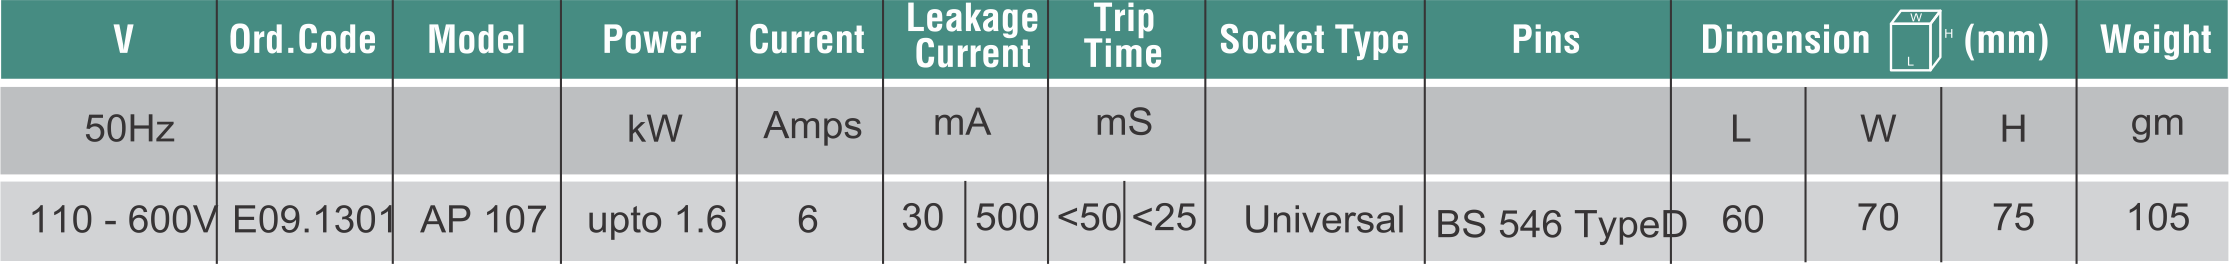 V Ord.Code Model Power Current Leakage Current Trip Time Socket Type Pins Dimension W H L (mm) Weight
50Hz kW Amps mA mS L W H gm
110 - 600V E09.1301 AP 107 upto 1.6 6 30 500 <50 <25 Universal BS 546 TypeD 60 70 75 105